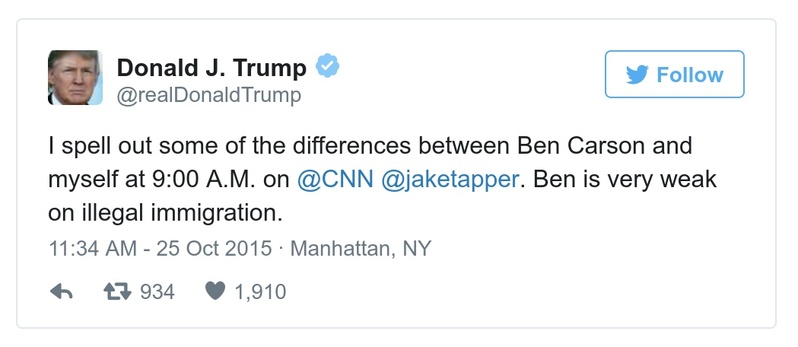 Donald J. Trump
@realDonaldTrump
Follow
I spell out some of the differences between Ben Carson and
myself at 9:00 A.M. on @CNN @jaketapper. Ben is very weak
on illegal immigration.
11:34 AM - 25 Oct 2015 · Manhattan, NY
934 1,910